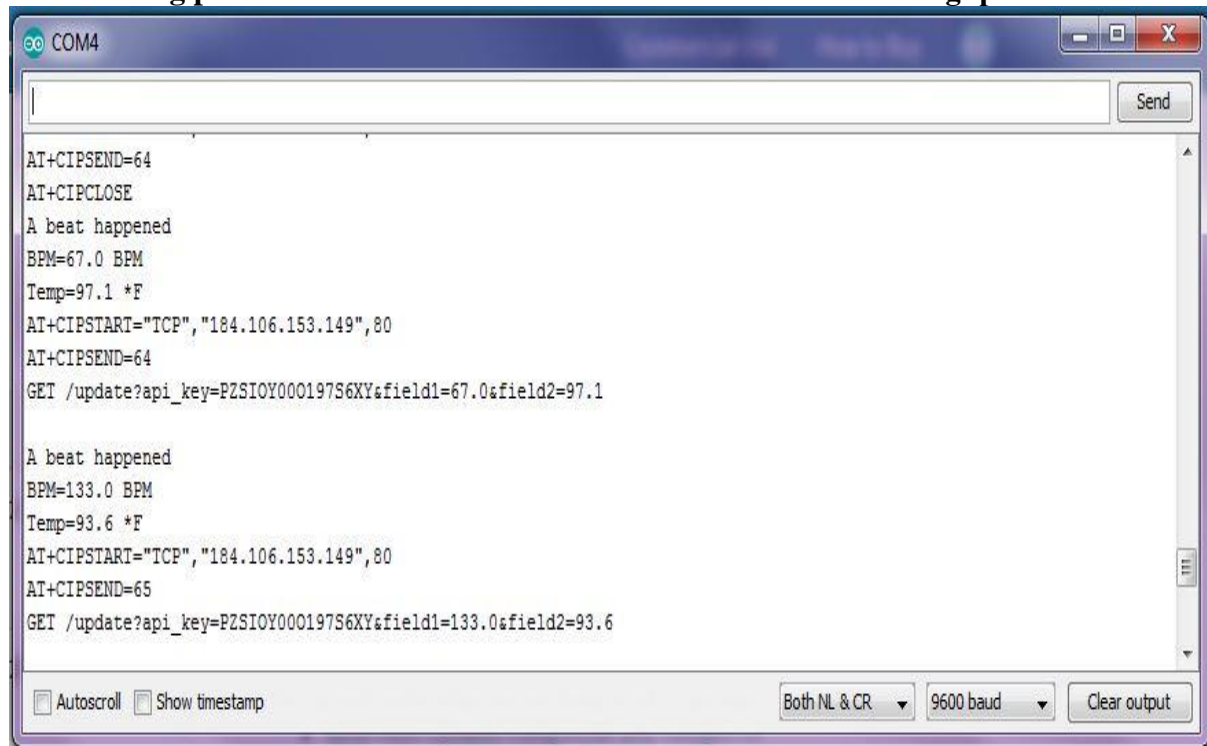 COM4
Send
AT+CIPSEND=64
AT+CIPCLOSE
A beat happened
BPM=67.0 BPM
Temp=97.1 *F
AT+CIPSTART="TCP","184.106.153.149",80
AT+CIPSEND=64
GET /update?api_key=PZSIOY000197S6XY&field1=67.0&field2=97.1
A beat happened
BPM=133.0 BPM
Temp=93.6 *F
AT+CIPSTART="TCP","184.106.153.149",80
AT+CIPSEND=65
GET /update?api_key=PZSIOY000197S6XY&field1=133.0&field2=93.6
Autoscroll Show timestamp Both NL & CR 9600 baud Clear output